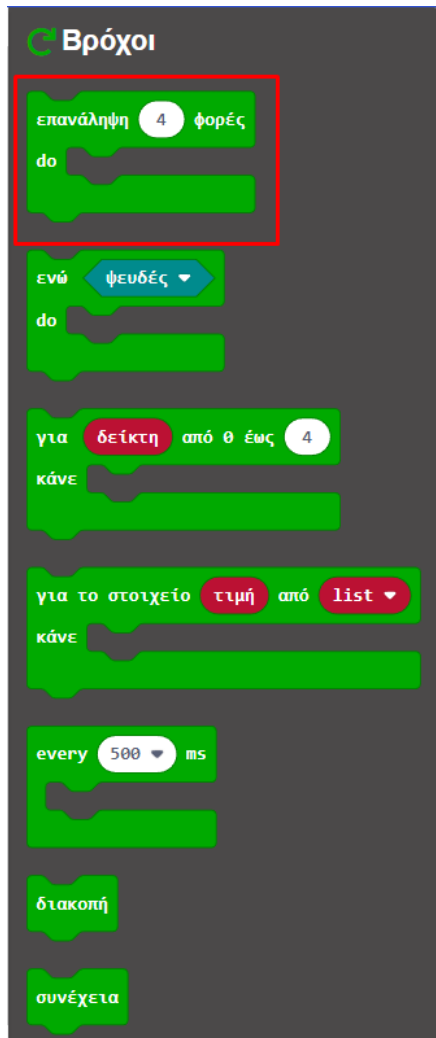 Βρόχοι
επανάληψη 4 φορές
do
ενώ ψευδές
do
για δείκτη από 0 έως 4
κάνε
για το στοιχείο τιμή από list
κάνε
every 500 ms
διακοπή
συνέχεια